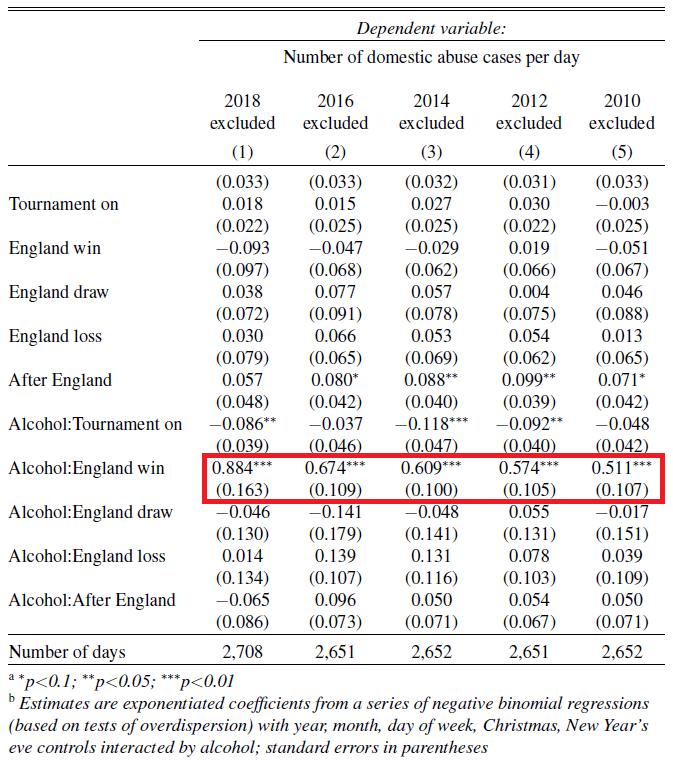 Dependent variable:
Number of domestic abuse cases per day
2018 2016 2014 2012 2010
excluded excluded excluded excluded excluded
(1) (2) (3) (4) (5)
(0.033) (0.033) (0.032) (0.031) (0.033)
Tournament on 0.018 0.015 0.027 0.030 −0.003
(0.022) (0.025) (0.025) (0.022) (0.025)
England win −0.093 −0.047 −0.029 0.019 −0.051
(0.097) (0.068) (0.062) (0.066) (0.067)
England draw 0.038 0.077 0.057 0.004 0.046
(0.072) (0.091) (0.078) (0.075) (0.088)
England loss 0.030 0.066 0.053 0.054 0.013
(0.079) (0.065) (0.069) (0.062) (0.065)
After England 0.057 0.080* 0.088** 0.099** 0.071*
(0.048) (0.042) (0.040) (0.039) (0.042)
Alcohol:Tournament on −0.086** −0.037 −0.118*** −0.092** −0.048
(0.039) (0.046) (0.047) (0.040) (0.042)
Alcohol:England win 0.884*** 0.674*** 0.609*** 0.574*** 0.511***
(0.163) (0.109) (0.100) (0.105) (0.107)
Alcohol:England draw −0.046 −0.141 −0.048 0.055 −0.017
(0.130) (0.179) (0.141) (0.131) (0.151)
Alcohol:England loss 0.014 0.139 0.131 0.078 0.039
(0.134) (0.107) (0.116) (0.103) (0.109)
Alcohol:After England −0.065 0.096 0.050 0.054 0.050
(0.086) (0.073) (0.071) (0.067) (0.071)
Number of days 2,708 2,651 2,652 2,651 2,652
a *p<0.1; **p<0.05; ***p<0.01
b Estimates are exponentiated coefficients from a series of negative binomial regressions
(based on tests of overdispersion) with year, month, day of week, Christmas, New Year's
eve controls interacted by alcohol; standard errors in parentheses